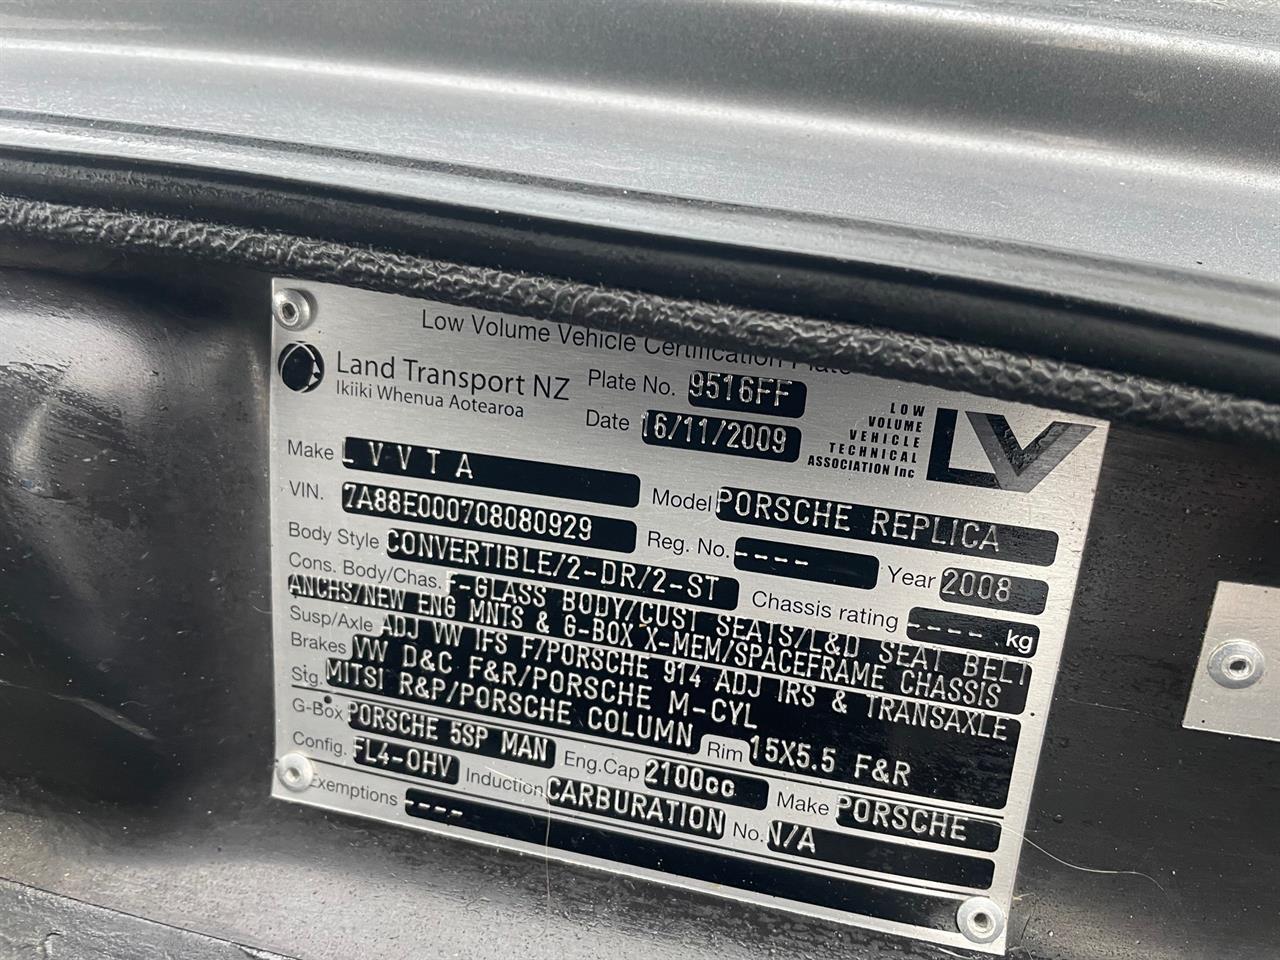 Low Volume Vehicle Certification Plate
Land Transport NZ
Ikiiki Whenua Aotearoa
Plate No. 9516FF
Date 16/11/2009
LOW
VOLUME
VEHICLE
TECHNICAL
ASSOCIATION Inc
LV
Make LVVTA
Model PORSCHE REPLICA
VIN. 7A88E000708080929
Reg. No. ----
Year 2008
Body Style CONVERTIBLE/2-DR/2-ST
Chassis rating ---- kg
Cons. Body/Chas. F-GLASS BODY/CUST SEATS/L&D SEAT BELT
ANCHS/NEW ENG MNTS & G-BOX X-MEM/SPACEFRAME CHASSIS
Susp/Axle ADJ VW IFS F/PORSCHE 914 ADJ IRS & TRANSAXLE
Brakes VW D&C F&R/PORSCHE M-CYL
Stg. MITSI R&P/PORSCHE COLUMN Rim 15X5.5 F&R
G-Box PORSCHE 5SP MAN Eng.Cap 2100cc Make PORSCHE
Config. FL4-OHV Induction CARBURATION No. N/A
Exemptions ----